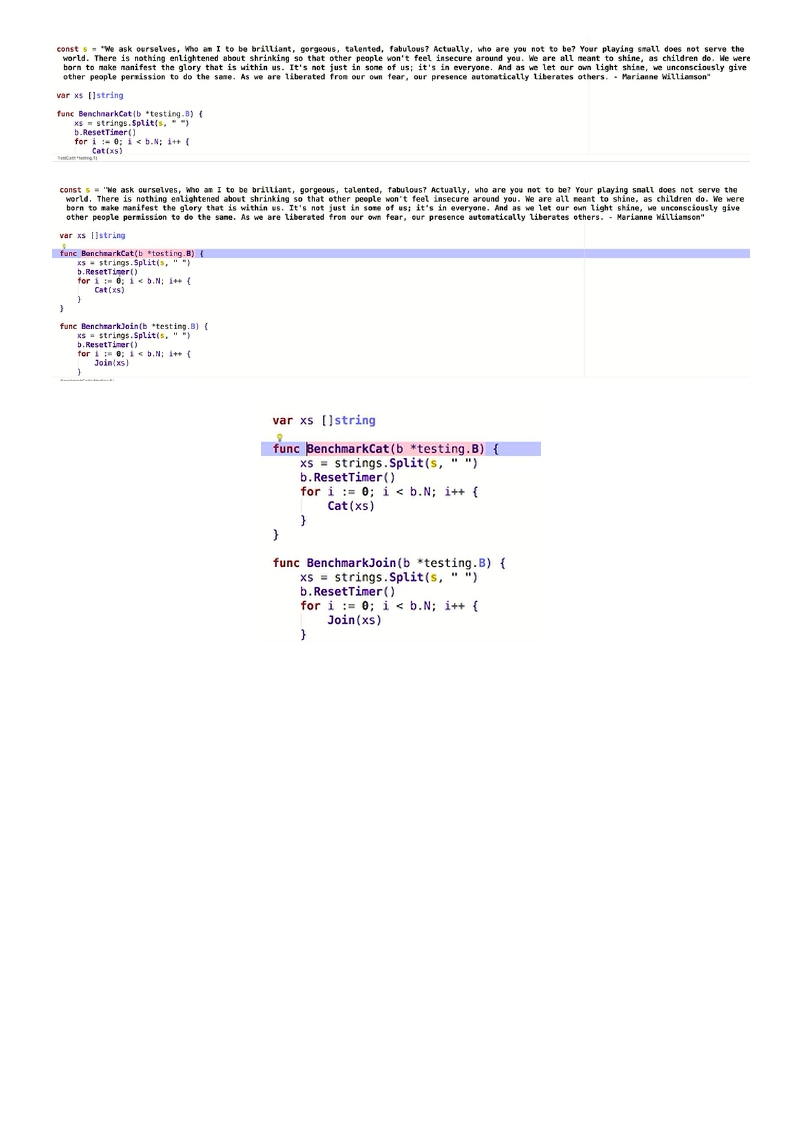 const s = "We ask ourselves, Who am I to be brilliant, gorgeous, talented, fabulous? Actually, who are you not to be? Your playing small does not serve the
world. There is nothing enlightened about shrinking so that other people won't feel insecure around you. We are all meant to shine, as children do. We were
born to make manifest the glory that is within us. It's not just in some of us; it's in everyone. And as we let our own light shine, we unconsciously give
other people permission to do the same. As we are liberated from our own fear, our presence automatically liberates others. - Marianne Williamson"
var xs []string
func BenchmarkCat(b *testing.B) {
xs = strings.Split(s, " ")
b.ResetTimer()
for i := 0; i < b.N; i++ {
Cat(xs)
TestCat(t *testing.T)
const s = "We ask ourselves, Who am I to be brilliant, gorgeous, talented, fabulous? Actually, who are you not to be? Your playing small does not serve the
world. There is nothing enlightened about shrinking so that other people won't feel insecure around you. We are all meant to shine, as children do. We were
born to make manifest the glory that is within us. It's not just in some of us; it's in everyone. And as we let our own light shine, we unconsciously give
other people permission to do the same. As we are liberated from our own fear, our presence automatically liberates others. - Marianne Williamson"
var xs []string
func BenchmarkCat(b *testing.B) {
xs = strings.Split(s, " ")
b.ResetTimer()
for i := 0; i < b.N; i++ {
Cat(xs)
}
}
func BenchmarkJoin(b *testing.B) {
xs = strings.Split(s, " ")
b.ResetTimer()
for i := 0; i < b.N; i++ {
Join(xs)
}
var xs []string
func BenchmarkCat(b *testing.B) {
xs = strings.Split(s, " ")
b.ResetTimer()
for i := 0; i < b.N; i++ {
Cat(xs)
}
}
func BenchmarkJoin(b *testing.B) {
xs = strings.Split(s, " ")
b.ResetTimer()
for i := 0; i < b.N; i++ {
Join(xs)
}